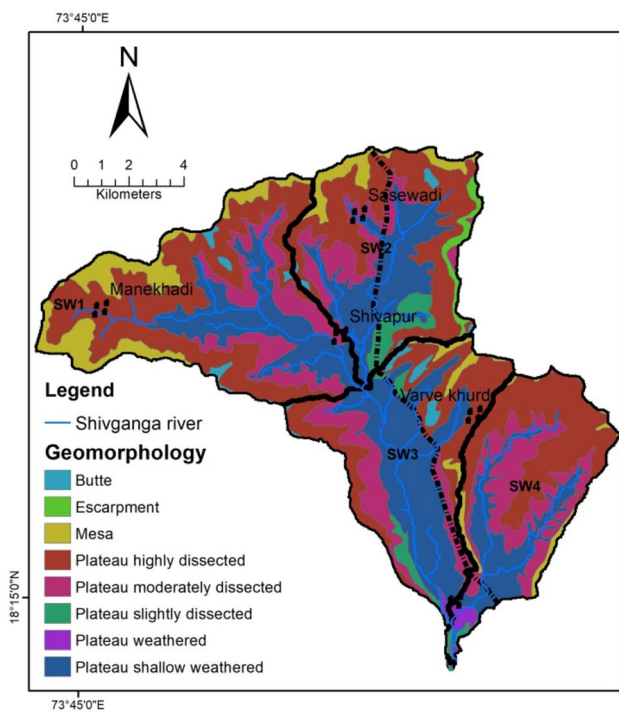 73°45'0"E
N
0 2 4
Kilometers
Sasewadi
SW2
SW1
Manekhadi
Shivapur
Varve khurd
SW3
SW4
Legend
Shivganga river
Geomorphology
Butte
Escarpment
Mesa
Plateau highly dissected
Plateau moderately dissected
Plateau slightly dissected
Plateau weathered
Plateau shallow weathered
18°15'0"N
73°45'0"E